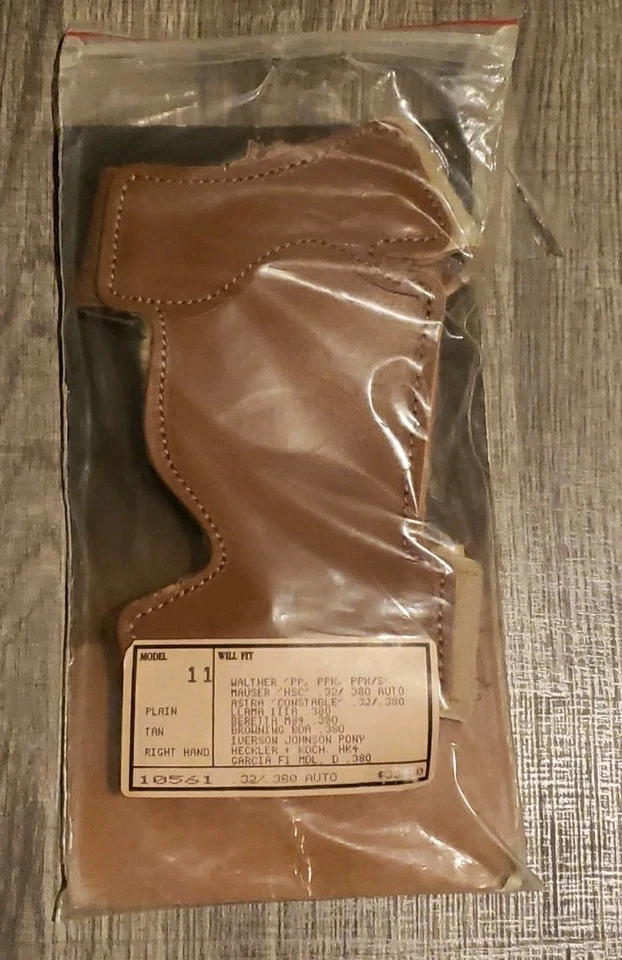 MODEL
11
PLAIN
TAN
RIGHT HAND
WILL FIT
WALTHER "PP, PPK, PPK/S"
MAUSER "HSC" .32/.380 AUTO
ASTRA "CONSTABLE" .32/.380
LLAMA IIIA .380
BERETTA M84 .380
BROWNING BDA .380
IVERSON JOHNSON PONY
HECKLER + KOCH. HK4
GARCIA FI MDL. D .380
10561 .32/.380 AUTO